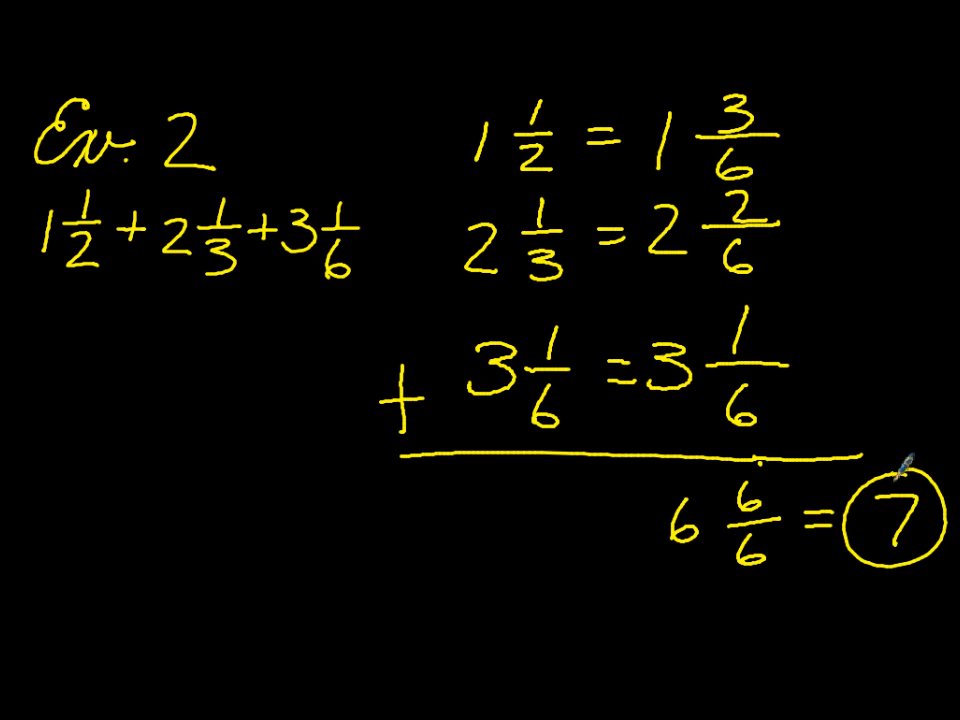 Ex. 2
1 1/2 + 2 1/3 + 3 1/6
1 1/2 = 1 3/6
2 1/3 = 2 2/6
+ 3 1/6 = 3 1/6
6 6/6 = 7